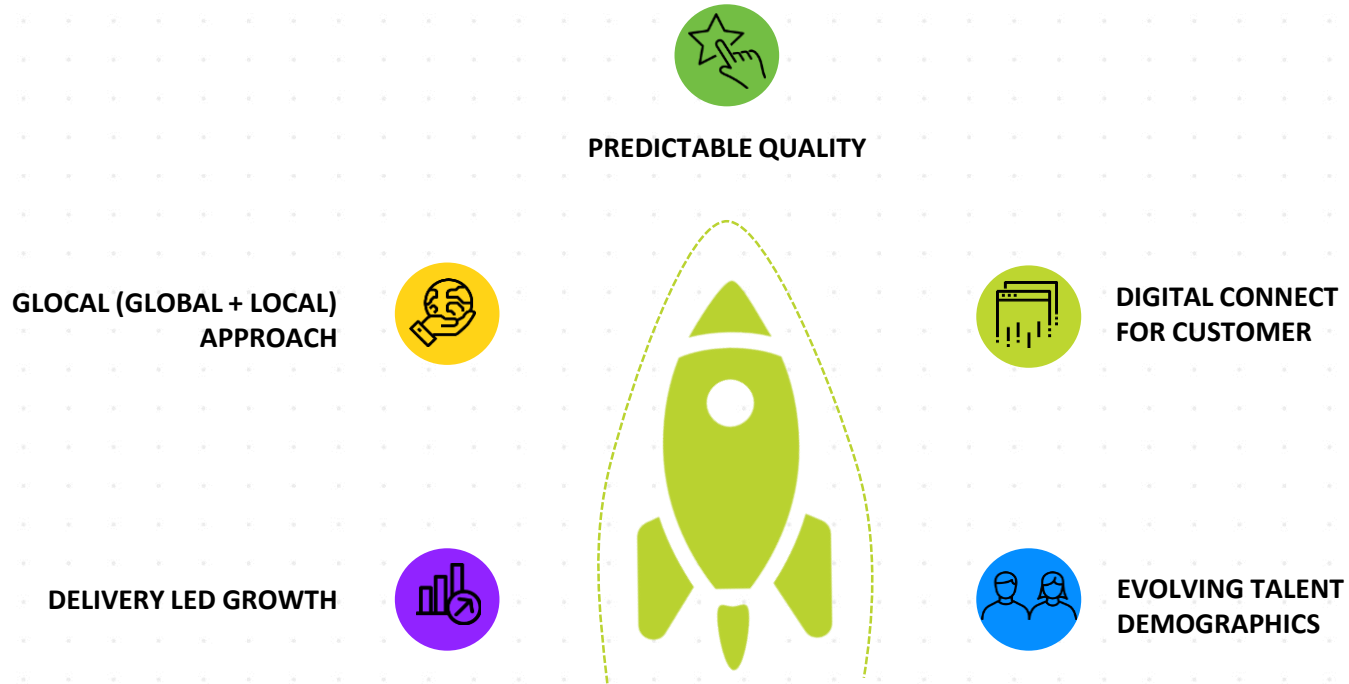 PREDICTABLE QUALITY
GLOCAL (GLOBAL + LOCAL)
APPROACH
DIGITAL CONNECT
FOR CUSTOMER
DELIVERY LED GROWTH
EVOLVING TALENT
DEMOGRAPHICS